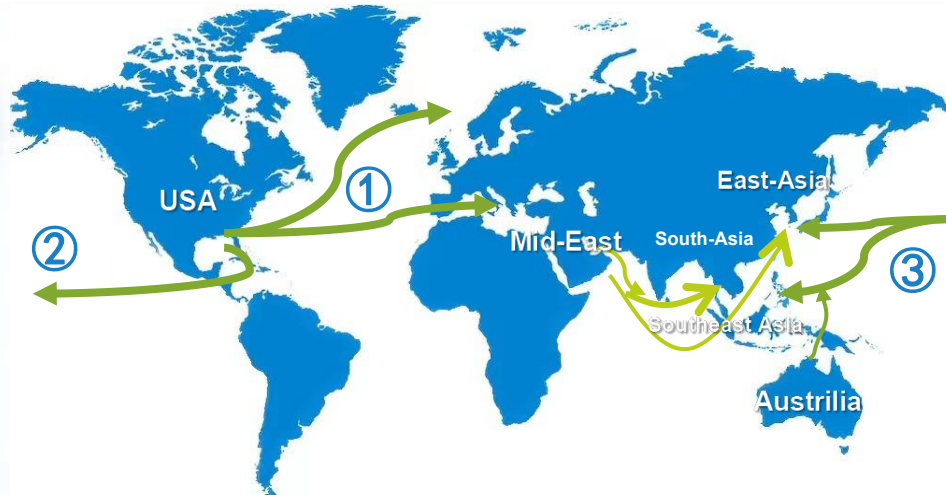 East-Asia
①
USA
Mid-East
South-Asia
②
③
Southeast Asia
Austrilia